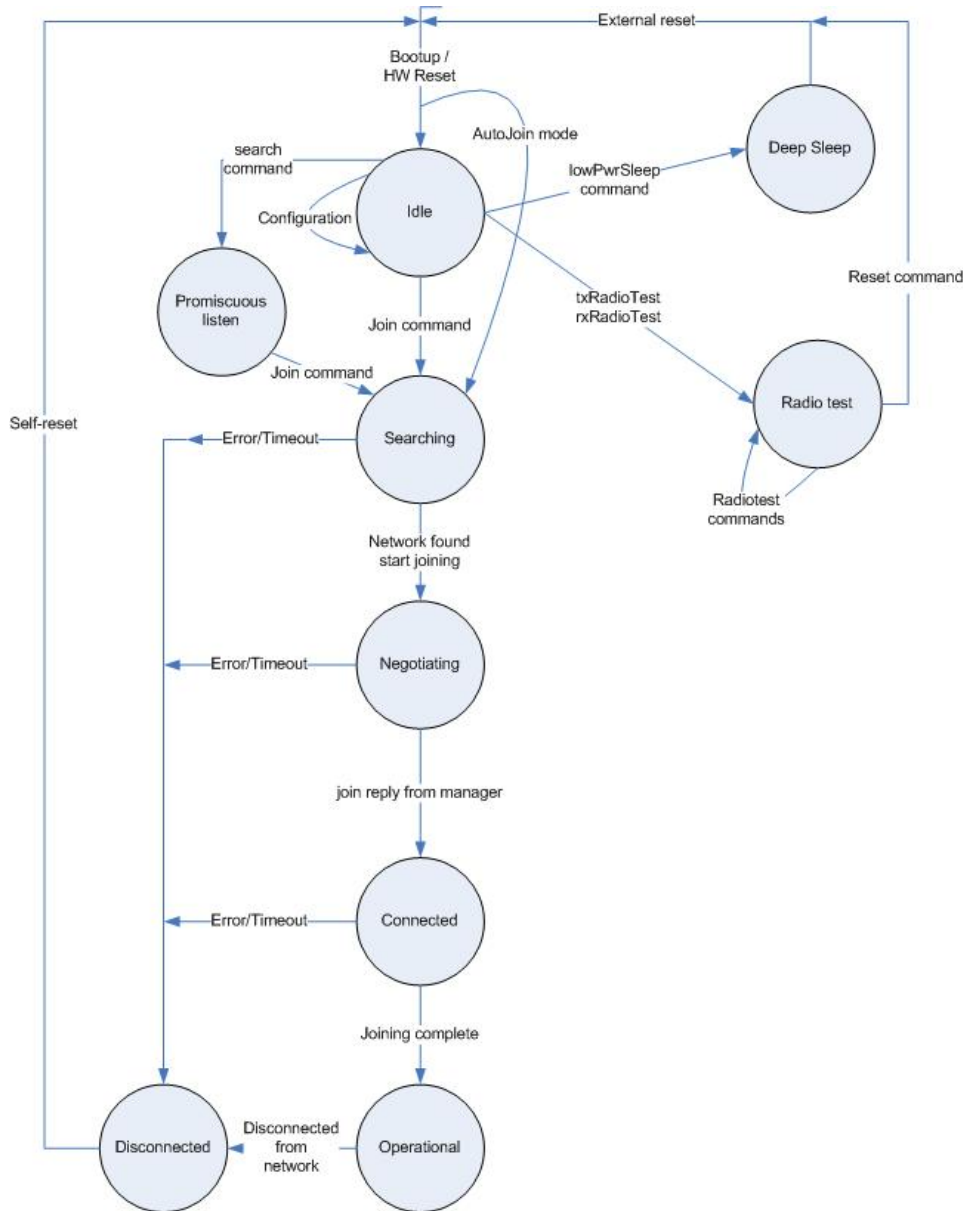 External reset
Bootup /
HW Reset
AutoJoin mode
Deep Sleep
search
command
lowPwrSleep
command
Configuration
Idle
Reset command
Promiscuous
listen
txRadioTest
rxRadioTest
Join command
Join command
Radio test
Self-reset
Error/Timeout
Searching
Radiotest
commands
Network found
start joining
Error/Timeout
Negotiating
join reply from manager
Error/Timeout
Connected
Joining complete
Disconnected
Disconnected
from
network
Operational